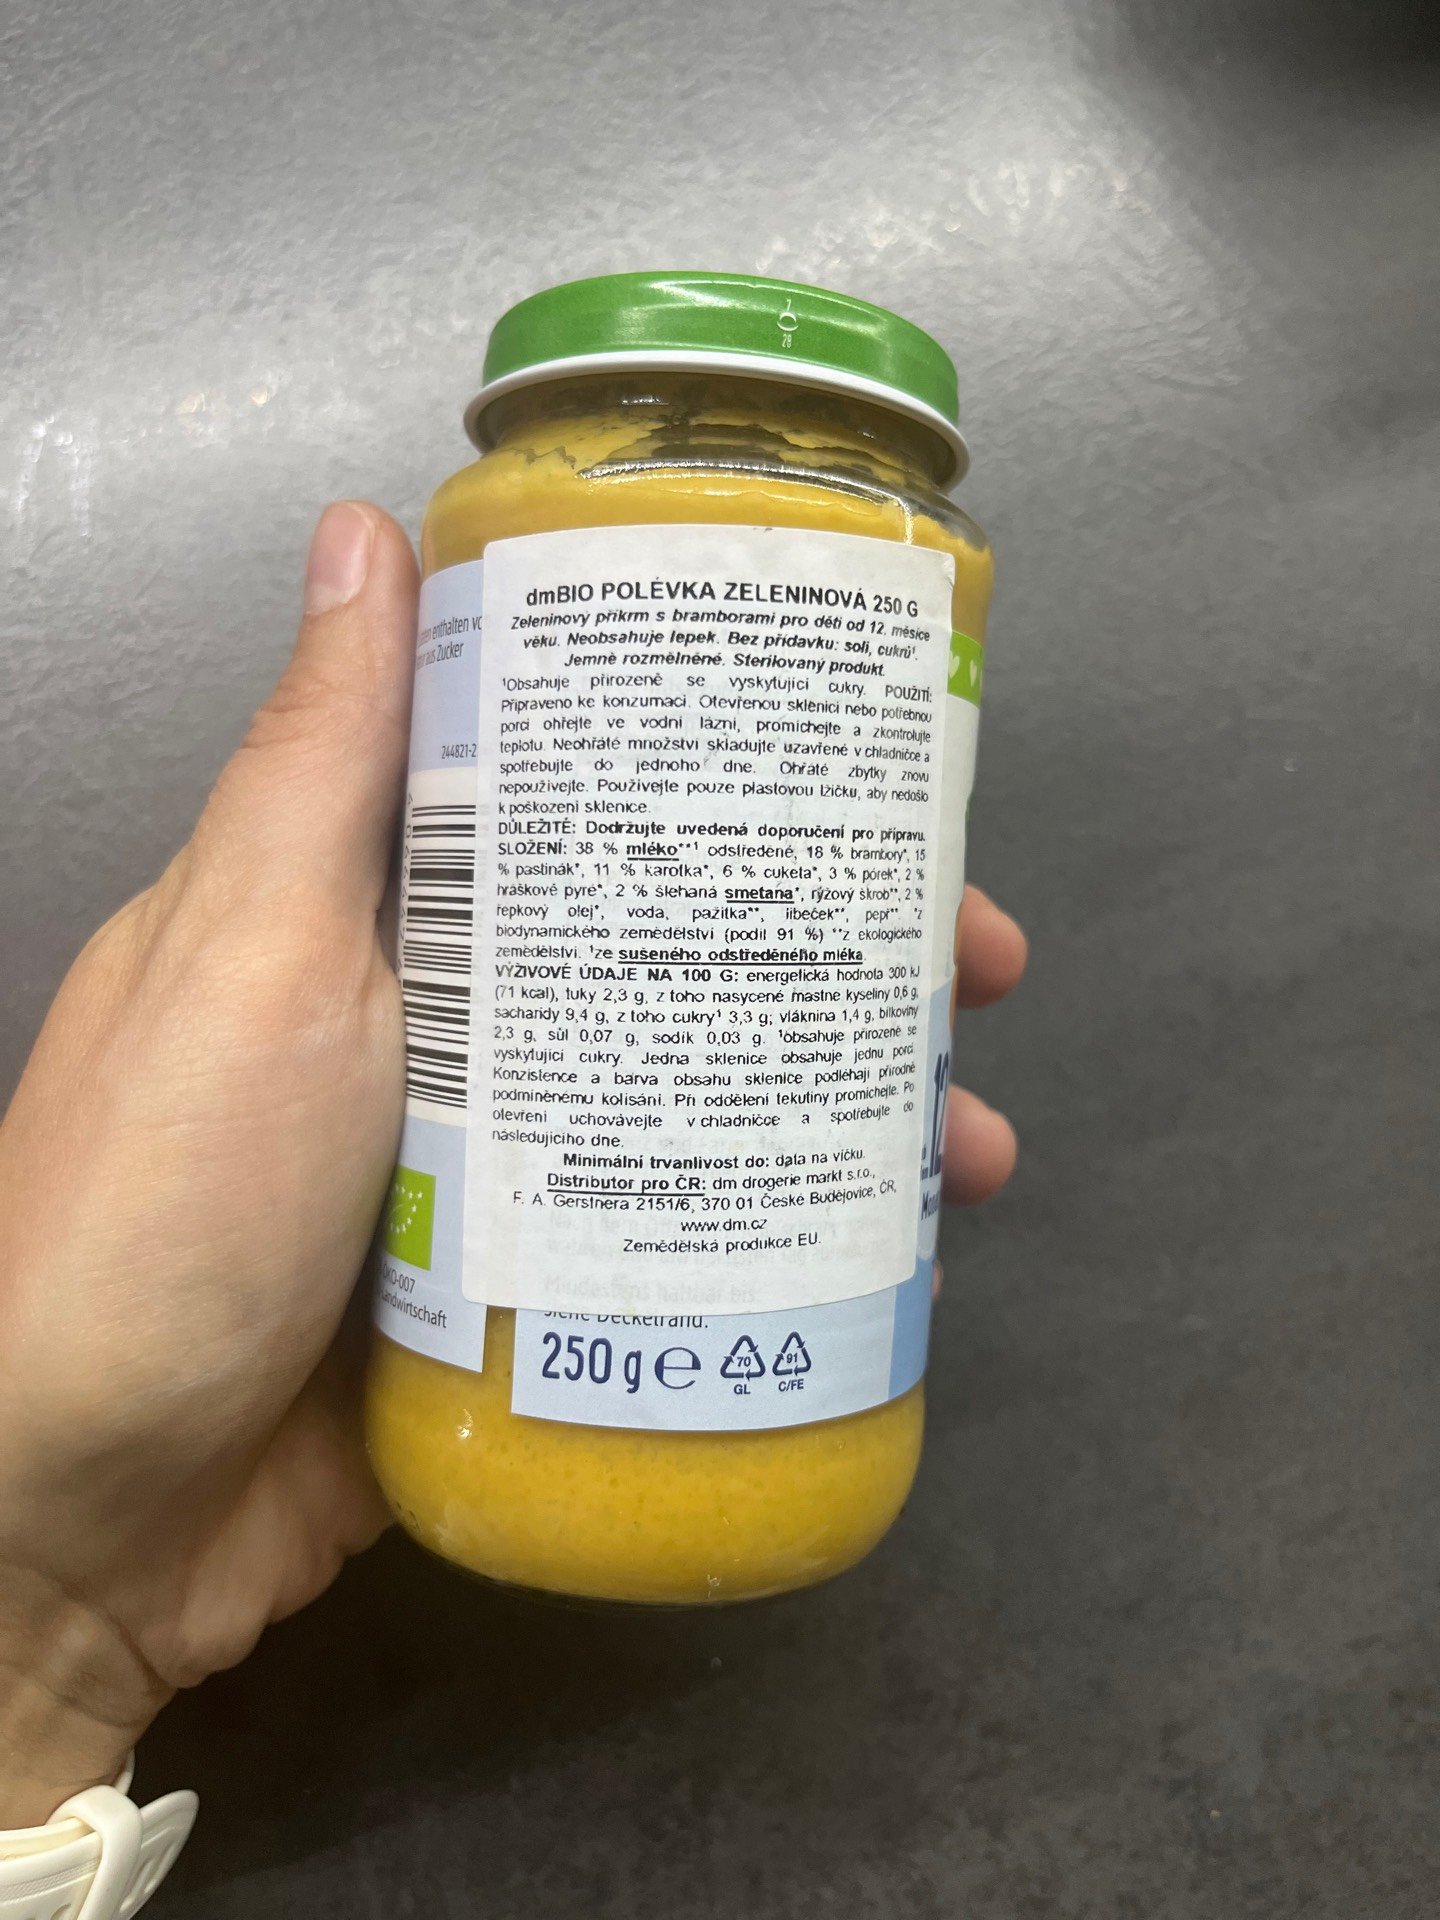 dmBIO POLÉVKA ZELENINOVÁ 250 G
Zeleninový příkrm s bramborami pro děti od 12. měsíce
věku. Neobsahuje lepek. Bez přídavku: soli, cukrů¹.
Jemně rozmělněné. Sterilovaný produkt.
¹Obsahuje přirozeně se vyskytující cukry. POUŽITÍ:
Připraveno ke konzumaci. Otevřenou sklenici nebo potřebnou
porci ohřejte ve vodní lázni, promíchejte a zkontrolujte
teplotu. Neohřáté množství skladujte uzavřené v chladničce a
spotřebujte do jednoho dne. Ohřáté zbytky znovu
nepoužívejte. Používejte pouze plastovou lžičku, aby nedošlo
k poškození sklenice.
DŮLEŽITÉ: Dodržujte uvedená doporučení pro přípravu.
SLOŽENÍ: 38 % mléko**¹ odstředěné, 18 % brambory*, 15
% pastinák*, 11 % karotka*, 6 % cuketa*, 3 % pórek*, 2 %
hráškové pyré*, 2 % šlehaná smetana*, rýžový škrob**, 2 %
řepkový olej*, voda, pažitka**, libeček**, pepř**. *z
biodynamického zemědělství (podíl 91 %) **z ekologického
zemědělství. ¹ze sušeného odstředěného mléka.
VÝŽIVOVÉ ÚDAJE NA 100 G: energetická hodnota 300 kJ
(71 kcal), tuky 2,3 g, z toho nasycené mastné kyseliny 0,6 g,
sacharidy 9,4 g, z toho cukry¹ 3,3 g; vláknina 1,4 g, bílkoviny
2,3 g, sůl 0,07 g, sodík 0,03 g. ¹obsahuje přirozeně se
vyskytující cukry. Jedna sklenice obsahuje jednu porci.
Konzistence a barva obsahu sklenice podléhají přírodně
podmíněnému kolísání. Při oddělení tekutiny promíchejte. Po
otevření uchovávejte v chladničce a spotřebujte do
následujícího dne.
Minimální trvanlivost do: data na víčku.
Distributor pro ČR: dm drogerie markt s.r.o.,
F. A. Gerstnera 2151/6, 370 01 České Budějovice, ČR,
www.dm.cz
Zemědělská produkce EU.
Mindestens haltbar bis:
siehe Deckelrand.
250 g e
70
GL
91
C/FE
enthalten
aus Zucker
244821-2
ÖKO-007
Landwirtschaft
12